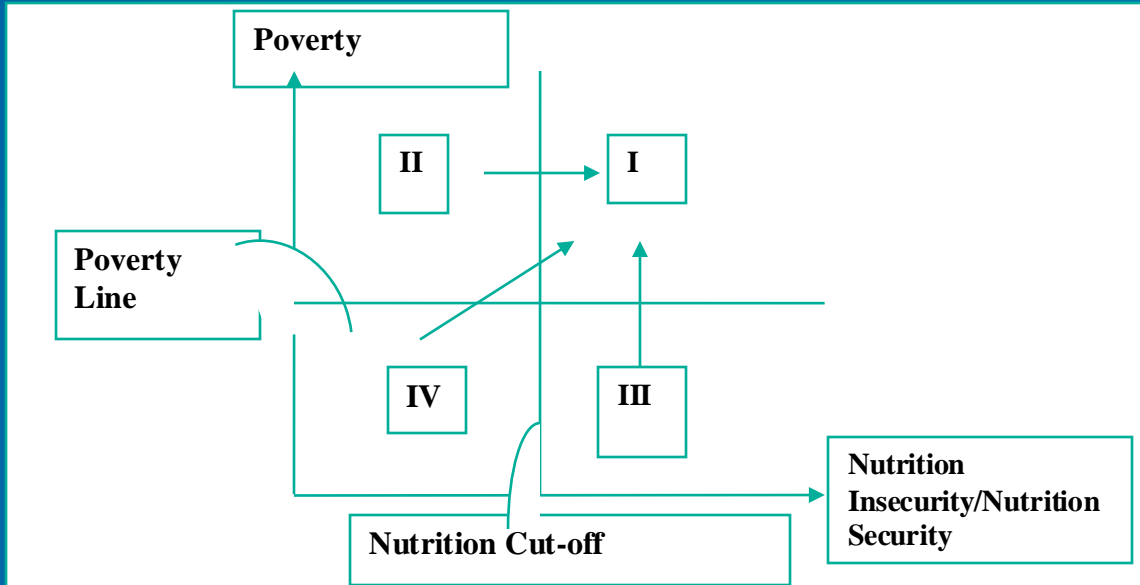 Poverty
II
I
Poverty
Line
IV
III
Nutrition
Insecurity/Nutrition
Security
Nutrition Cut-off